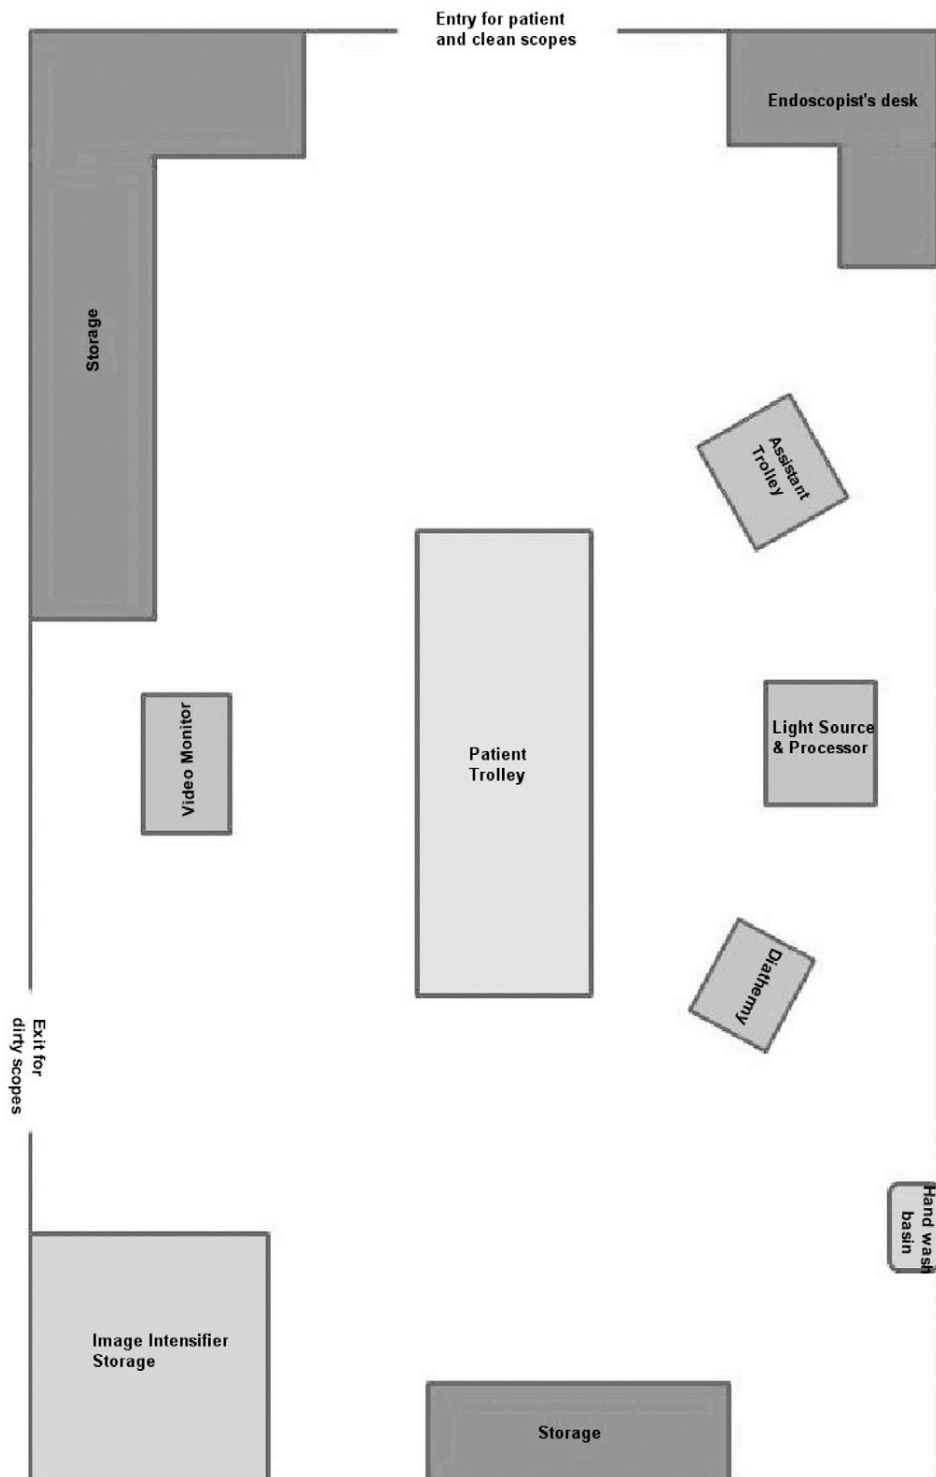 Entry for patient
and clean scopes
Endoscopist's desk
Storage
Assistant
Trolley
Video Monitor
Patient
Trolley
Light Source
& Processor
Diathermy
Exit for
dirty scopes
Hand wash
basin
Image Intensifier
Storage
Storage